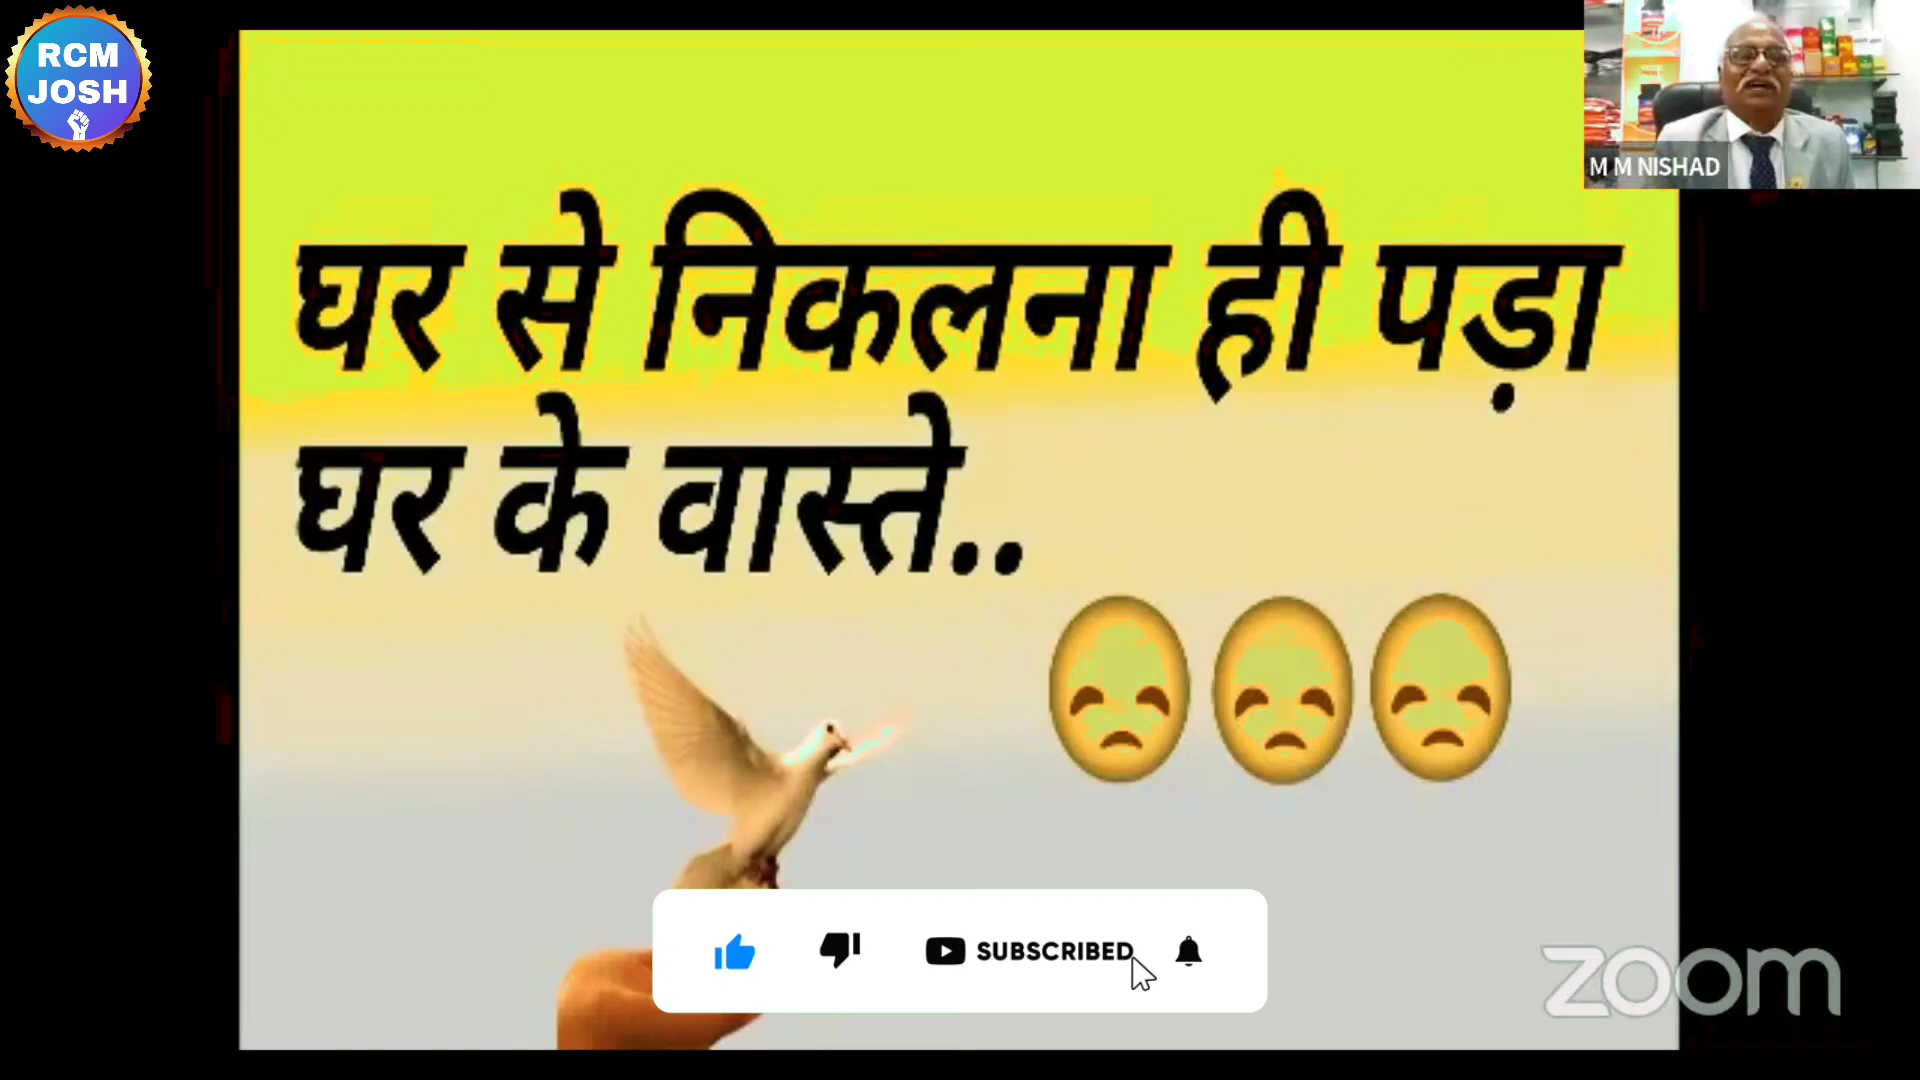 RCM
JOSH
M M NISHAD
घर से निकलना ही पड़ा
घर के वास्ते..
SUBSCRIBED
zoom